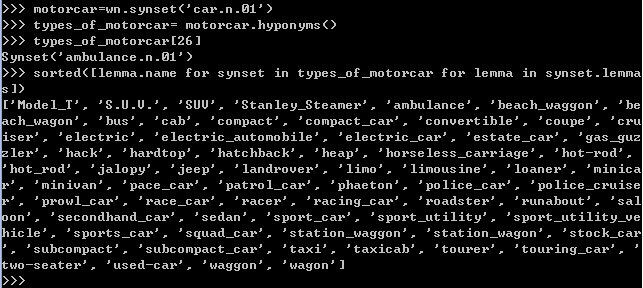 >>> motorcar=wn.synset('car.n.01')
>>> types_of_motorcar= motorcar.hyponyms()
>>> types_of_motorcar[26]
Synset('ambulance.n.01')
>>> sorted([lemma.name for synset in types_of_motorcar for lemma in synset.lemma
s])
['Model_T', 'S.U.V.', 'SUV', 'Stanley_Steamer', 'ambulance', 'beach_waggon', 'be
ach_wagon', 'bus', 'cab', 'compact', 'compact_car', 'convertible', 'coupe', 'cru
iser', 'electric', 'electric_automobile', 'electric_car', 'estate_car', 'gas_guz
zler', 'hack', 'hardtop', 'hatchback', 'heap', 'horseless_carriage', 'hot-rod',
'hot_rod', 'jalopy', 'jeep', 'landrover', 'limo', 'limousine', 'loaner', 'minica
r', 'minivan', 'pace_car', 'patrol_car', 'phaeton', 'police_car', 'police_cruise
r', 'prowl_car', 'race_car', 'racer', 'racing_car', 'roadster', 'runabout', 'sal
oon', 'secondhand_car', 'sedan', 'sport_car', 'sport_utility', 'sport_utility_ve
hicle', 'sports_car', 'squad_car', 'station_waggon', 'station_wagon', 'stock_car
', 'subcompact', 'subcompact_car', 'taxi', 'taxicab', 'tourer', 'touring_car', '
two-seater', 'used-car', 'waggon', 'wagon']
>>>